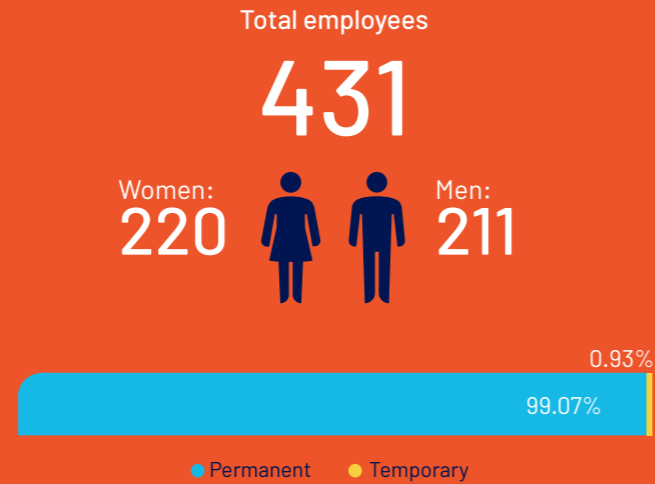 Total employees
431
Women:
220
Men:
211
0.93%
99.07%
Permanent
Temporary